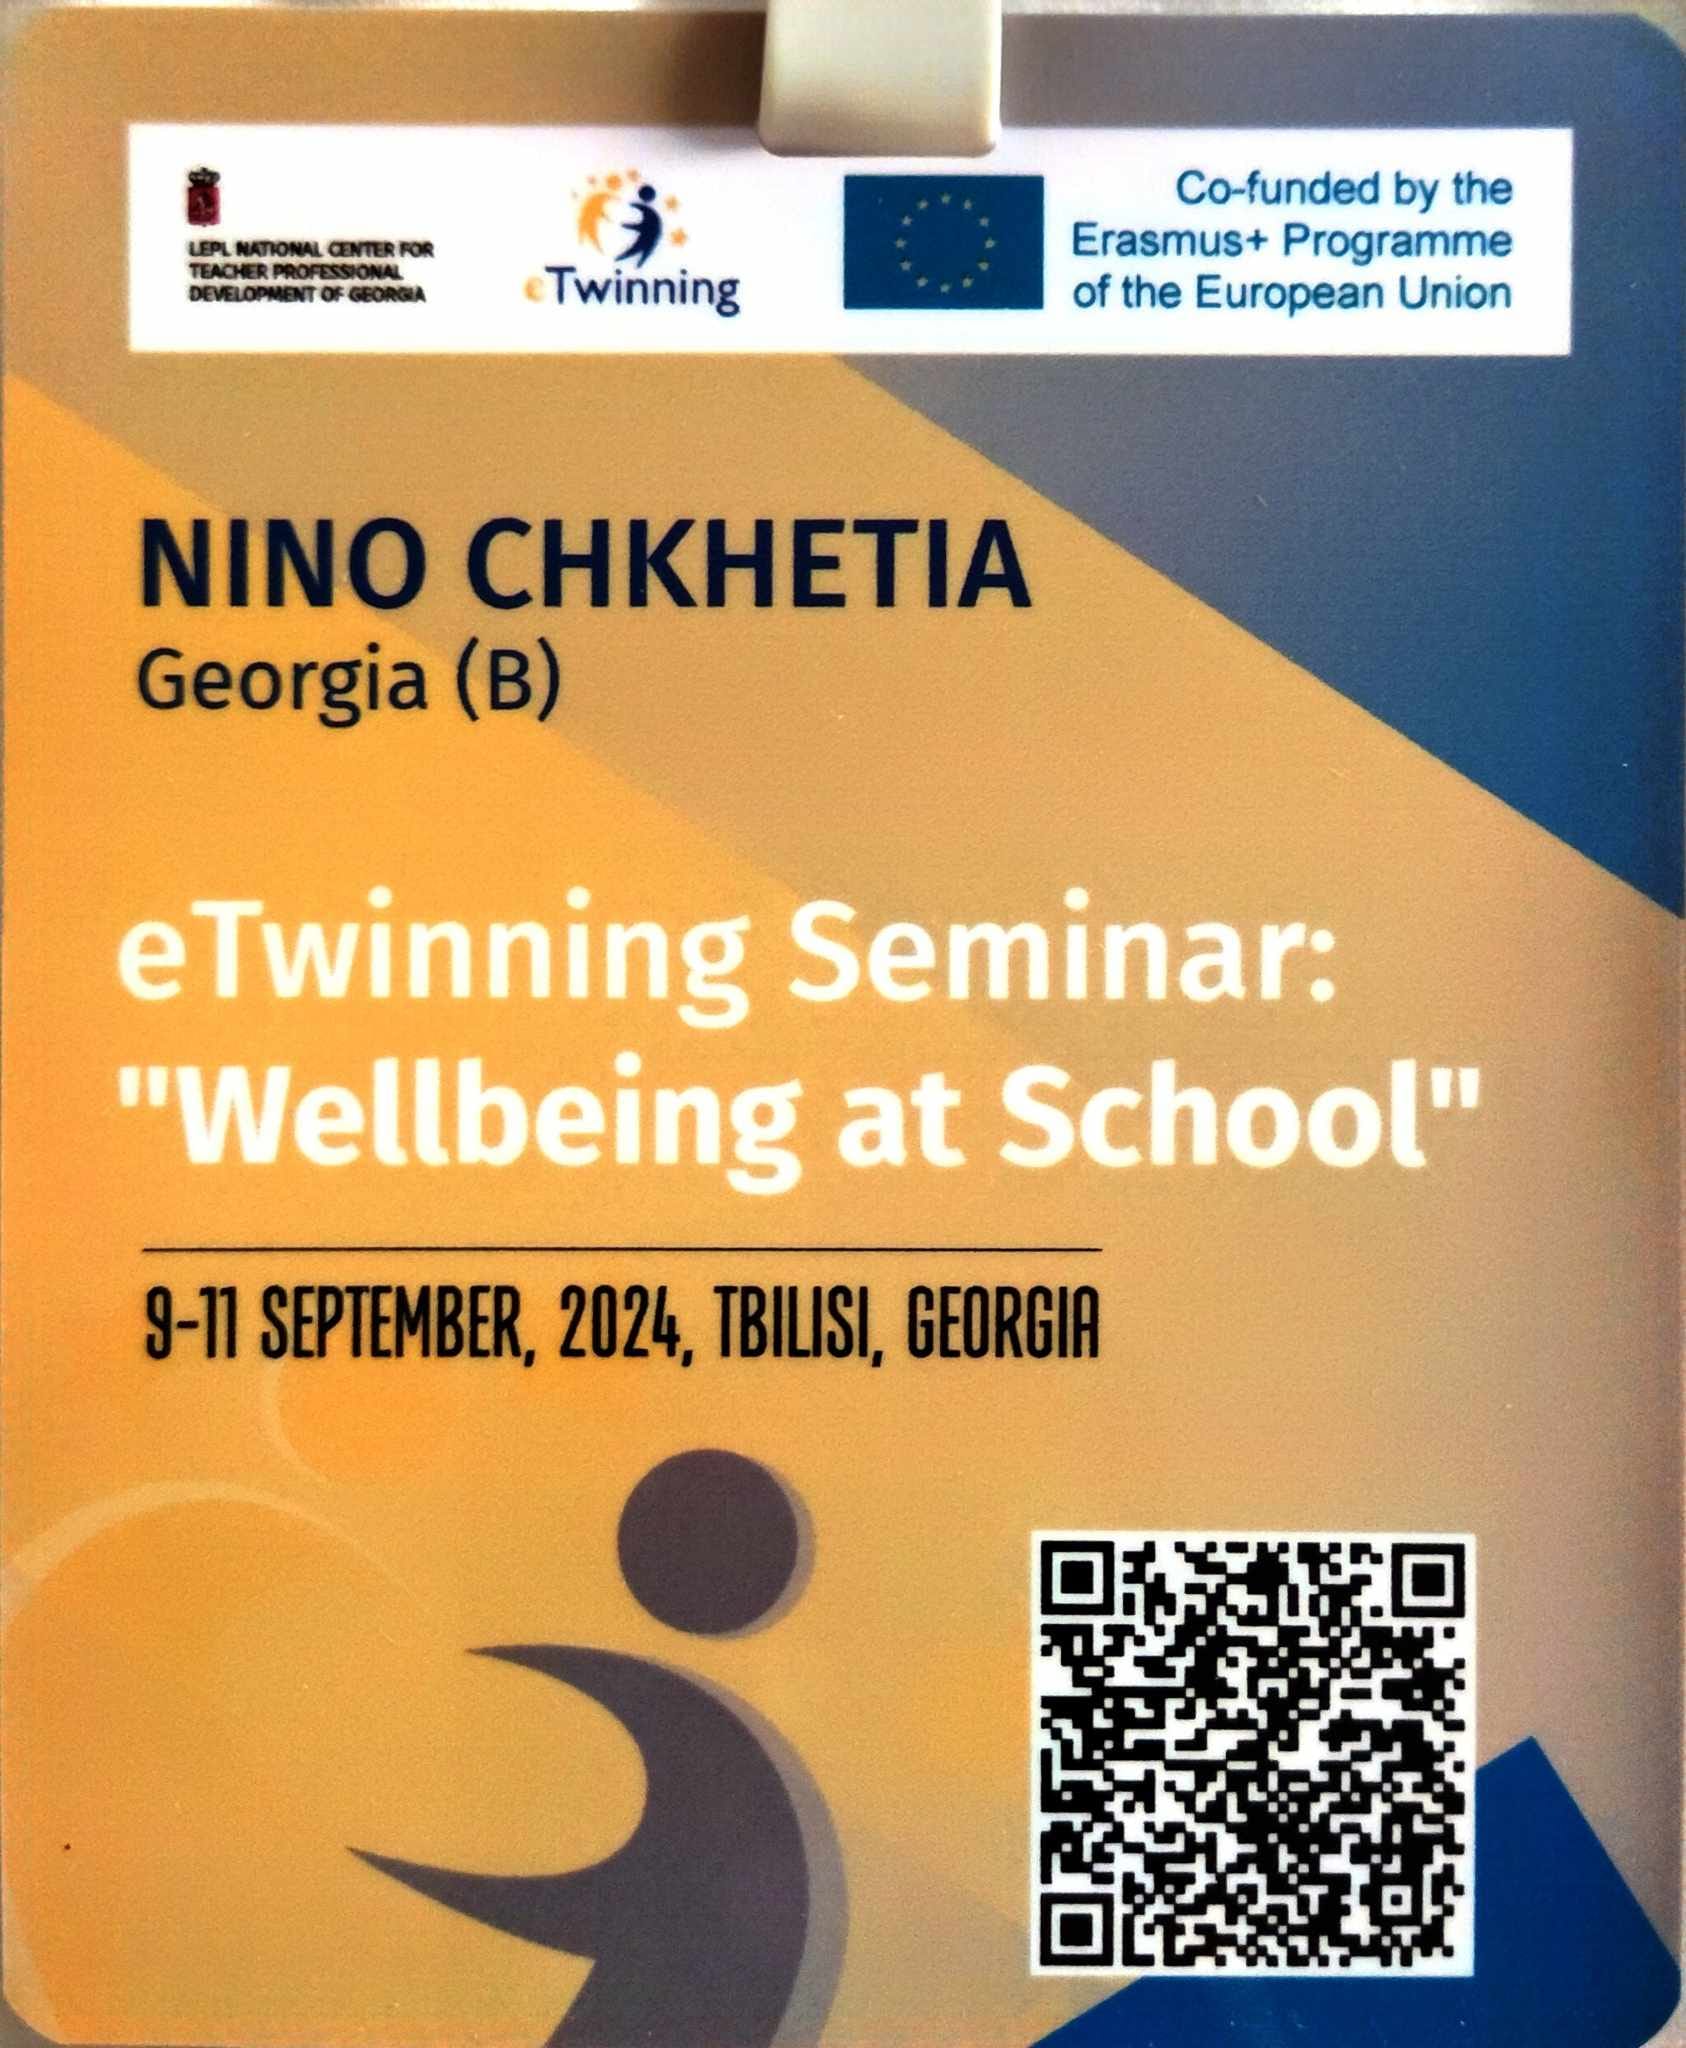 LEPL NATIONAL CENTER FOR
TEACHER PROFESSIONAL
DEVELOPMENT OF GEORGIA
eTwinning
Co-funded by the
Erasmus+ Programme
of the European Union
NINO CHKHETIA
Georgia (B)
eTwinning Seminar:
"Wellbeing at School"
9-11 SEPTEMBER, 2024, TBILISI, GEORGIA